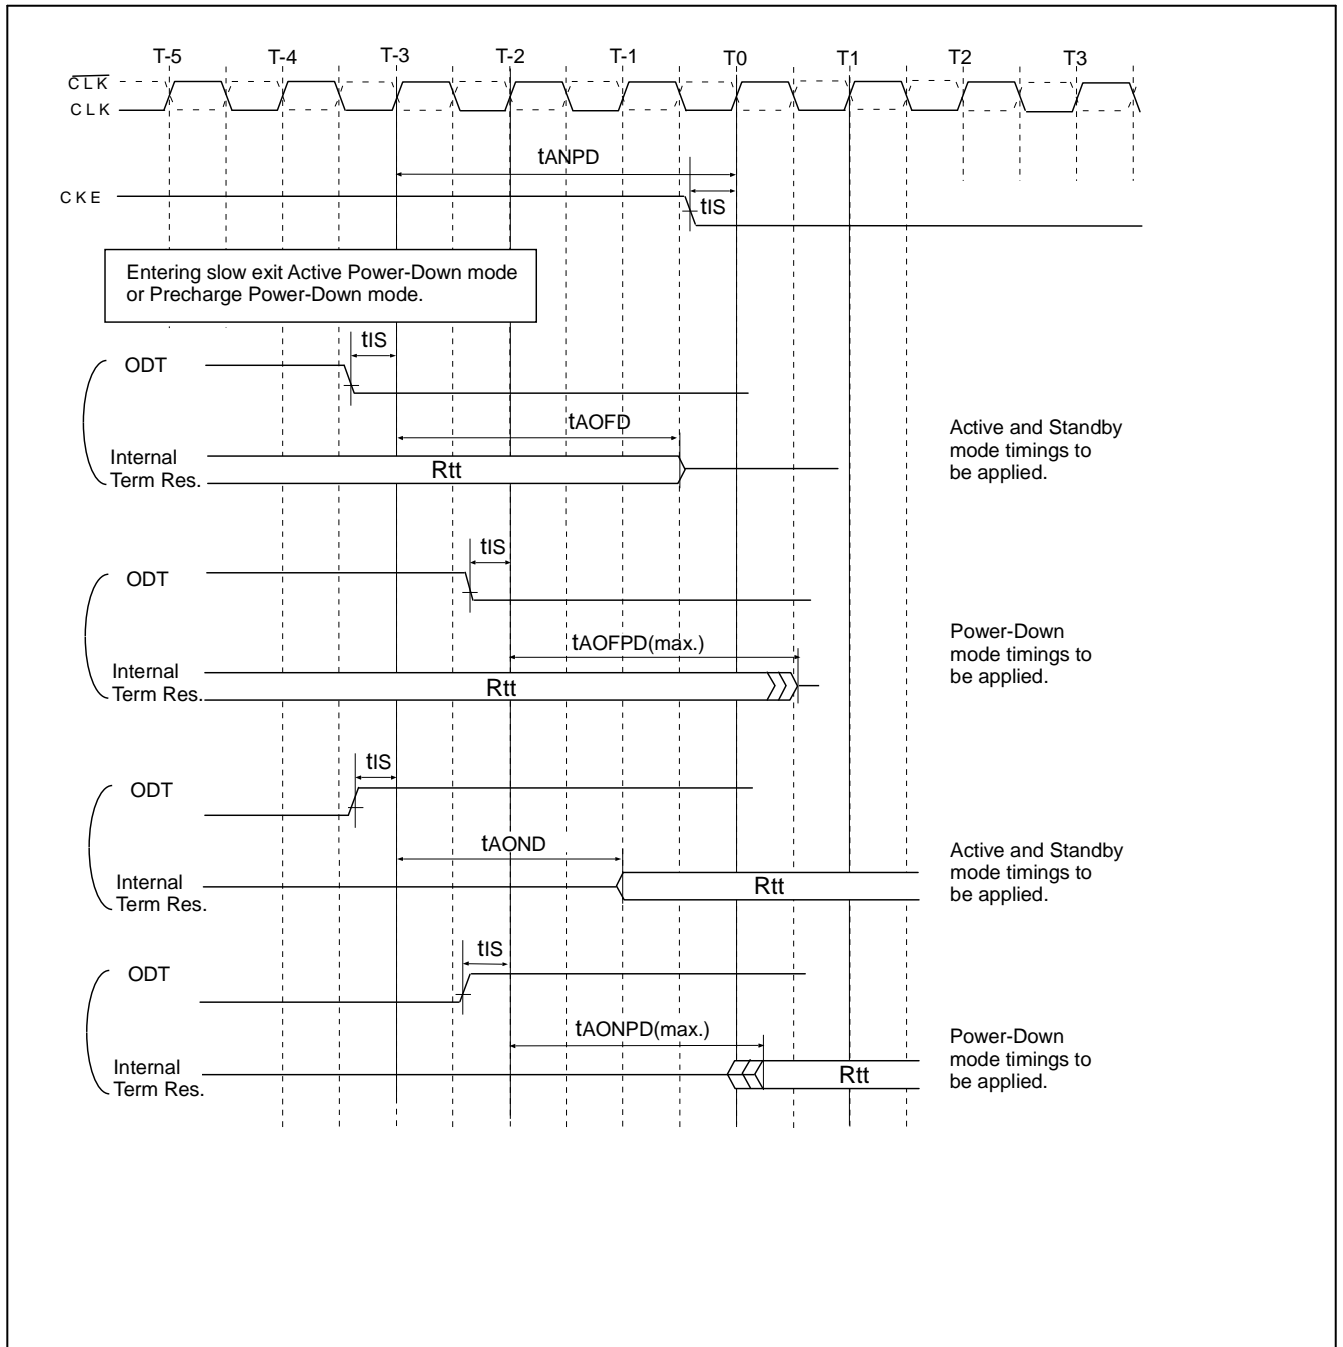 T-5 T-4 T-3 T-2 T-1 T0 T1 T2 T3
CLK
CLK
tANPD
CKE
tIS
Entering slow exit Active Power-Down mode
or Precharge Power-Down mode.
tIS
ODT
tAOFD
Internal
Term Res.
Rtt
Active and Standby
mode timings to
be applied.
tIS
ODT
tAOFPD(max.)
Internal
Term Res.
Rtt
Power-Down
mode timings to
be applied.
tIS
ODT
tAOND
Internal
Term Res.
Rtt
Active and Standby
mode timings to
be applied.
tIS
ODT
tAONPD(max.)
Internal
Term Res.
Rtt
Power-Down
mode timings to
be applied.